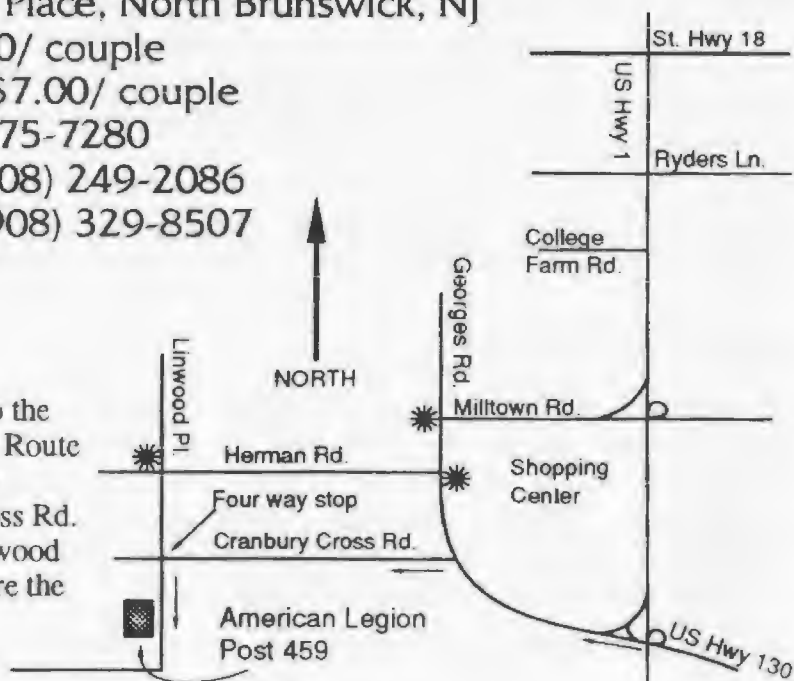 Place, North Brunswick, NJ
0/ couple
$7.00/ couple
75-7280
08) 249-2086
908) 329-8507
St. Hwy 18
US Hwy 1
Ryders Ln.
College
Farm Rd.
Georges Rd.
Linwood Pl.
NORTH
Milltown Rd.
Herman Rd.
Shopping
Center
Four way stop
Cranbury Cross Rd.
American Legion
Post 459
US Hwy 130
the
Route
ss Rd.
wood
re the